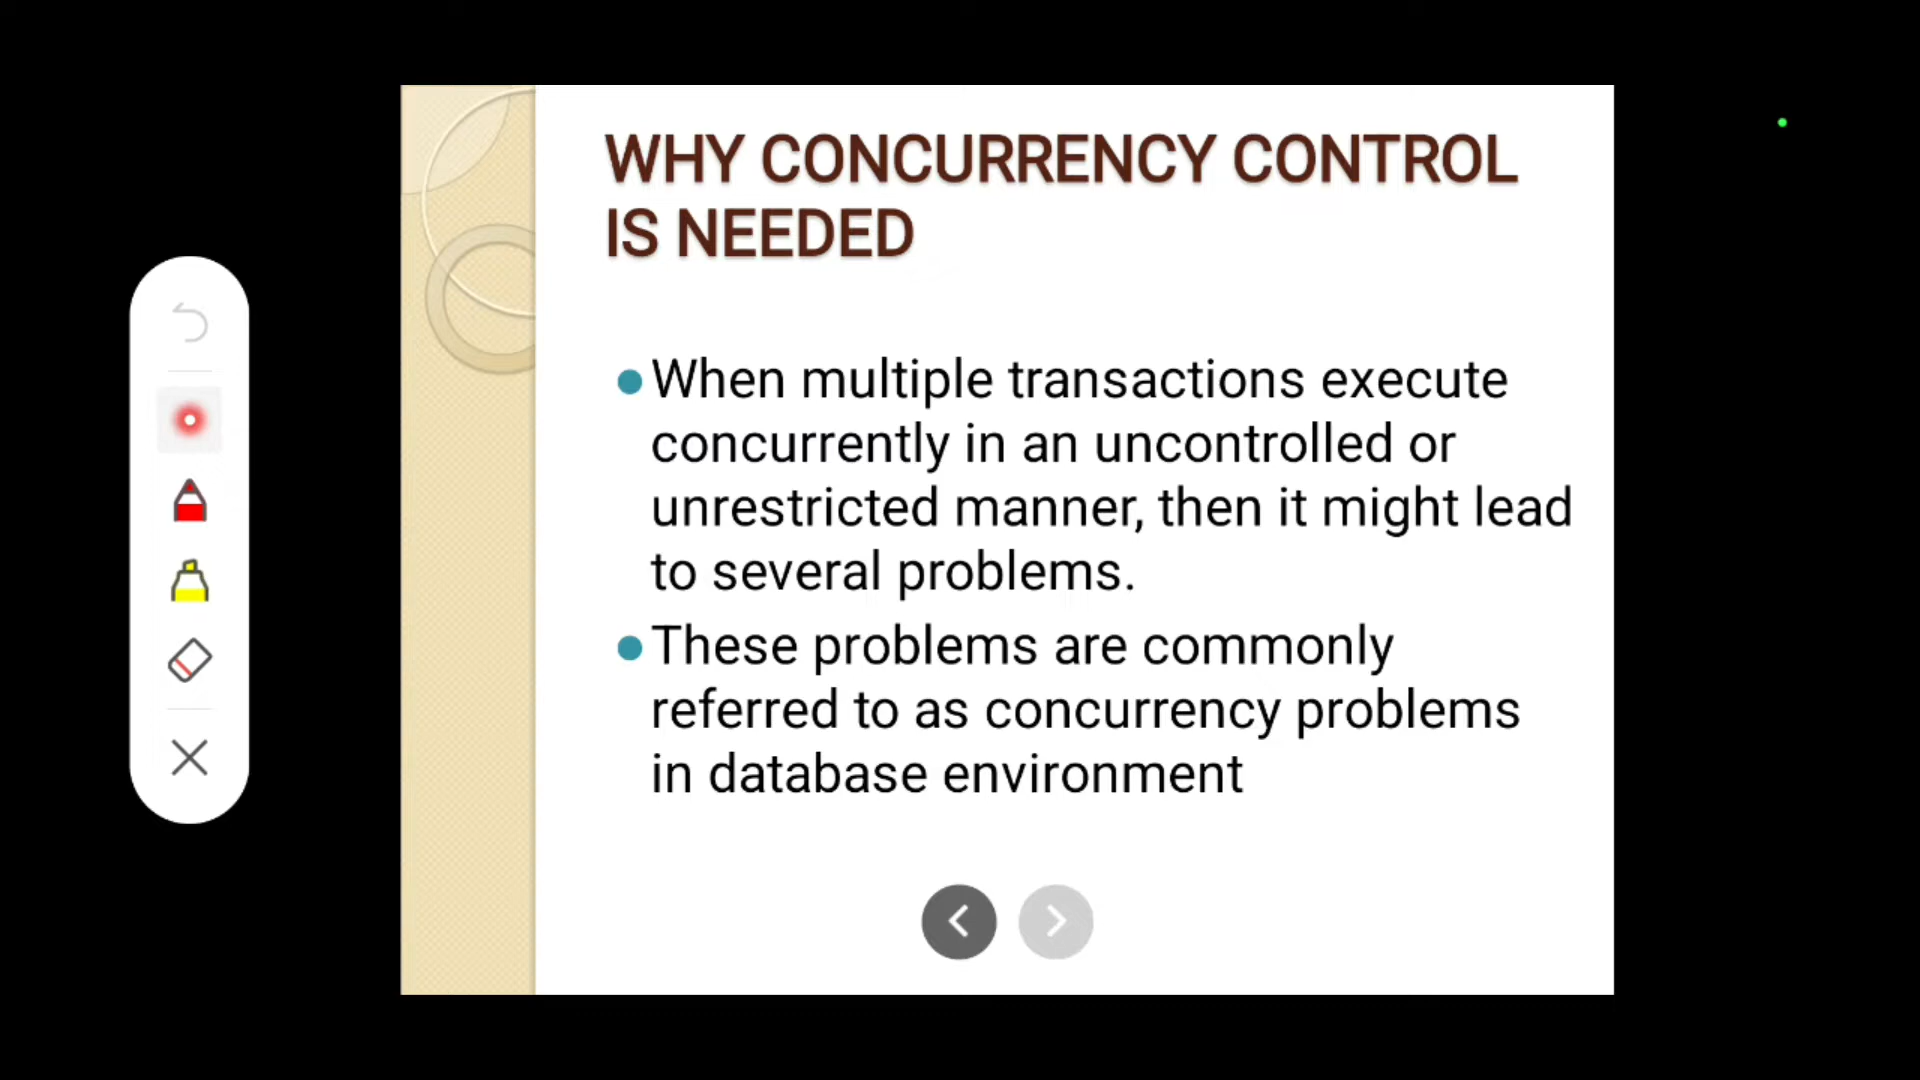 WHY CONCURRENCY CONTROL
IS NEEDED
When multiple transactions execute
concurrently in an uncontrolled or
unrestricted manner, then it might lead
to several problems.
These problems are commonly
referred to as concurrency problems
in database environment